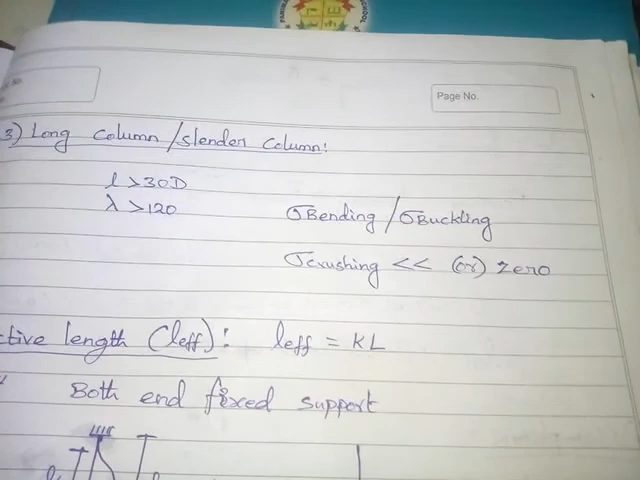 Page No.
3) Long column/slender column:
l > 30D
λ > 120
σBending/σBuckling
σcrushing << (or) zero
ctive length (leff): leff = KL
Both end fixed support